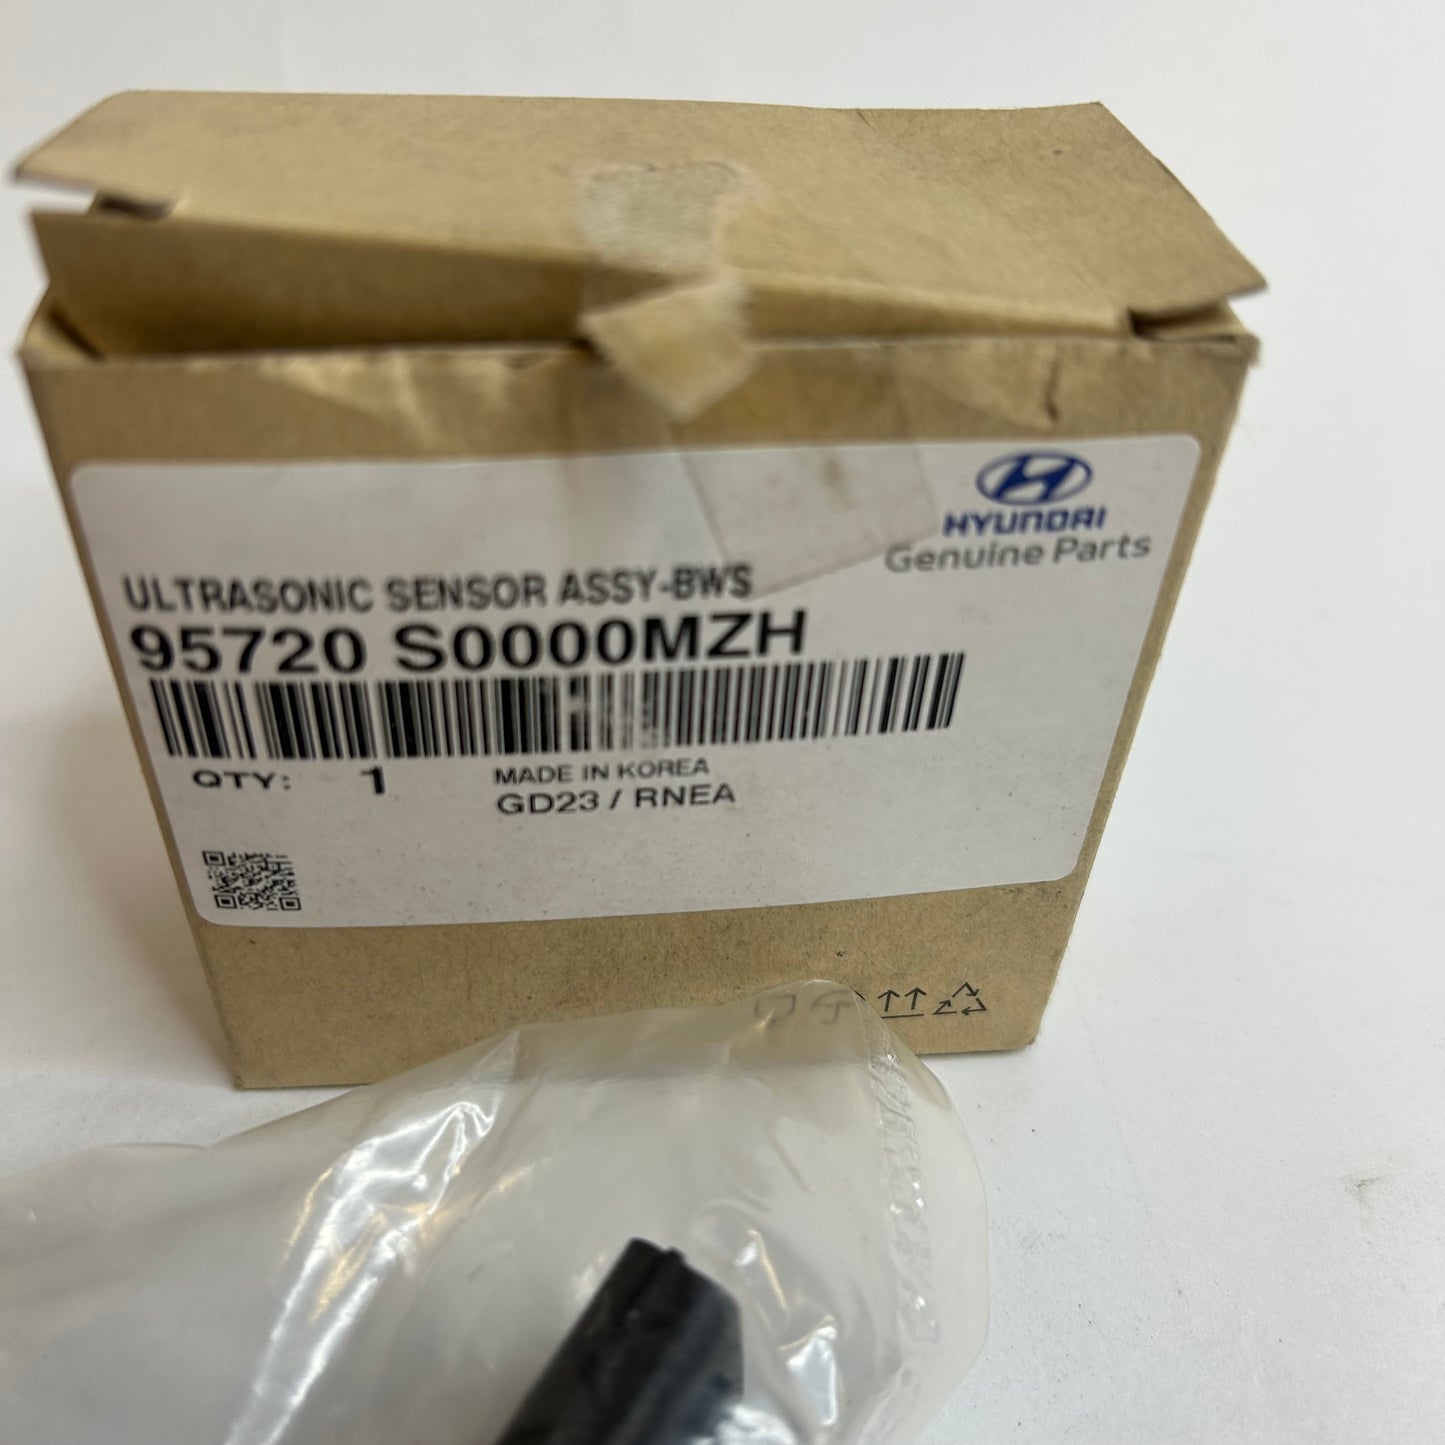 HYUNDAI
Genuine Parts
ULTRASONIC SENSOR ASSY-BWS
95720 S0000MZH
QTY: 1
MADE IN KOREA
GD23 / RNEA